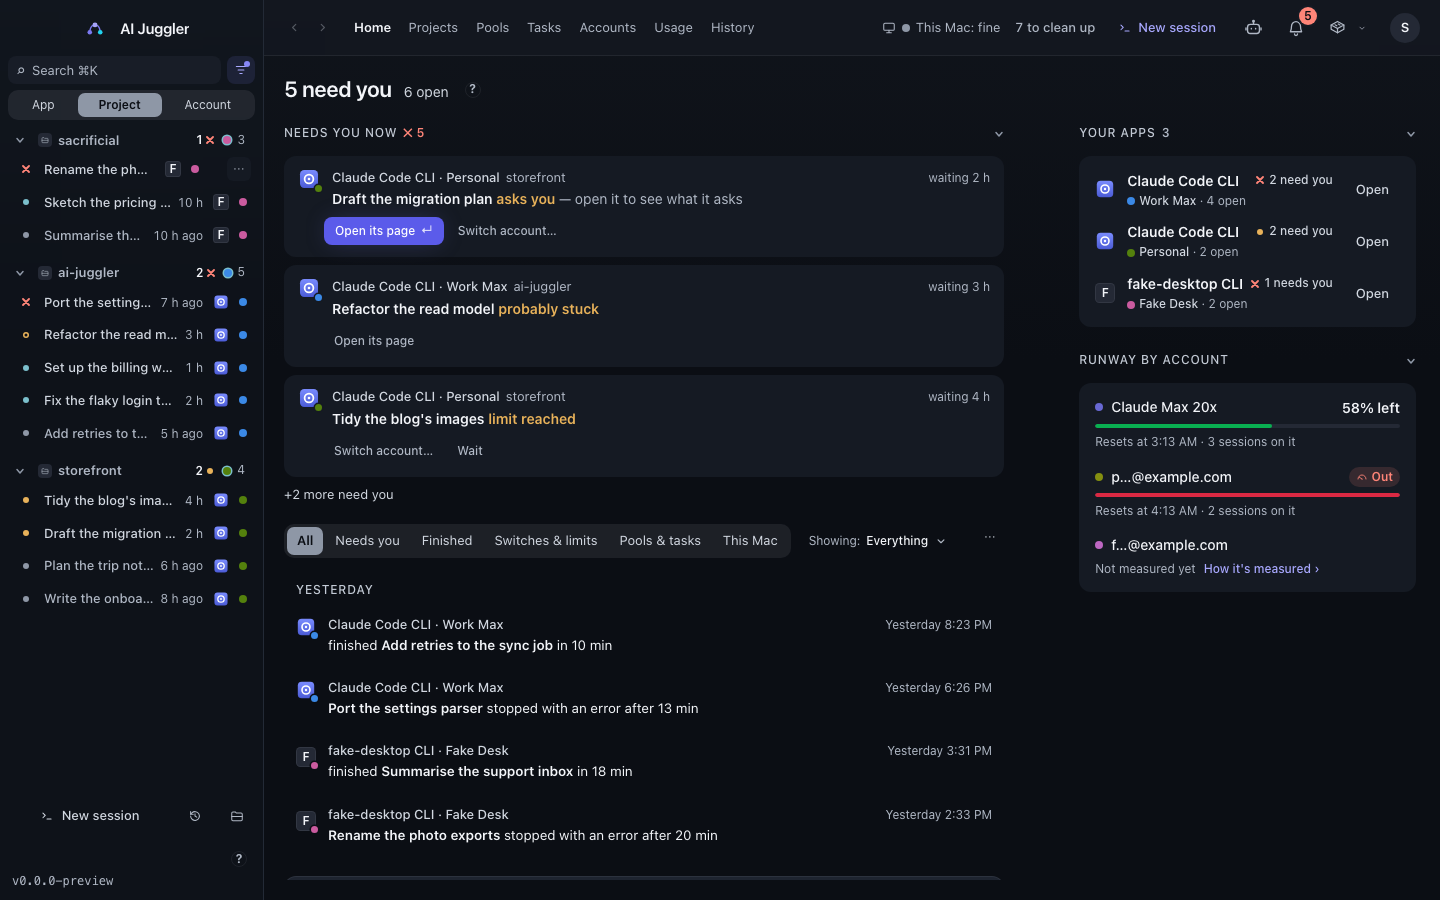 AI Juggler
Search ⌘K
App Project Account
sacrificial 1 3
Rename the ph... F
Sketch the pricing ... 10 h F
Summarise th... 10 h ago F
ai-juggler 2 5
Port the setting... 7 h ago
Refactor the read m... 3 h
Set up the billing w... 1 h
Fix the flaky login t... 2 h
Add retries to t... 5 h ago
storefront 2 4
Tidy the blog's ima... 4 h
Draft the migration ... 2 h
Plan the trip not... 6 h ago
Write the onboa... 8 h ago
New session
?
v0.0.0-preview
Home Projects Pools Tasks Accounts Usage History
This Mac: fine 7 to clean up New session 5 S
5 need you 6 open ?
NEEDS YOU NOW 5
Claude Code CLI · Personal storefront waiting 2 h
Draft the migration plan asks you — open it to see what it asks
Open its page ↵ Switch account...
Claude Code CLI · Work Max ai-juggler waiting 3 h
Refactor the read model probably stuck
Open its page
Claude Code CLI · Personal storefront waiting 4 h
Tidy the blog's images limit reached
Switch account... Wait
+2 more need you
All Needs you Finished Switches & limits Pools & tasks This Mac Showing: Everything ...
YESTERDAY
Claude Code CLI · Work Max Yesterday 8:23 PM
finished Add retries to the sync job in 10 min
Claude Code CLI · Work Max Yesterday 6:26 PM
Port the settings parser stopped with an error after 13 min
F fake-desktop CLI · Fake Desk Yesterday 3:31 PM
finished Summarise the support inbox in 18 min
F fake-desktop CLI · Fake Desk Yesterday 2:33 PM
Rename the photo exports stopped with an error after 20 min
YOUR APPS 3
Claude Code CLI 2 need you Open
Work Max · 4 open
Claude Code CLI 2 need you Open
Personal · 2 open
F fake-desktop CLI 1 needs you Open
Fake Desk · 2 open
RUNWAY BY ACCOUNT
Claude Max 20x 58% left
Resets at 3:13 AM · 3 sessions on it
p...@example.com Out
Resets at 4:13 AM · 2 sessions on it
f...@example.com
Not measured yet How it's measured ›